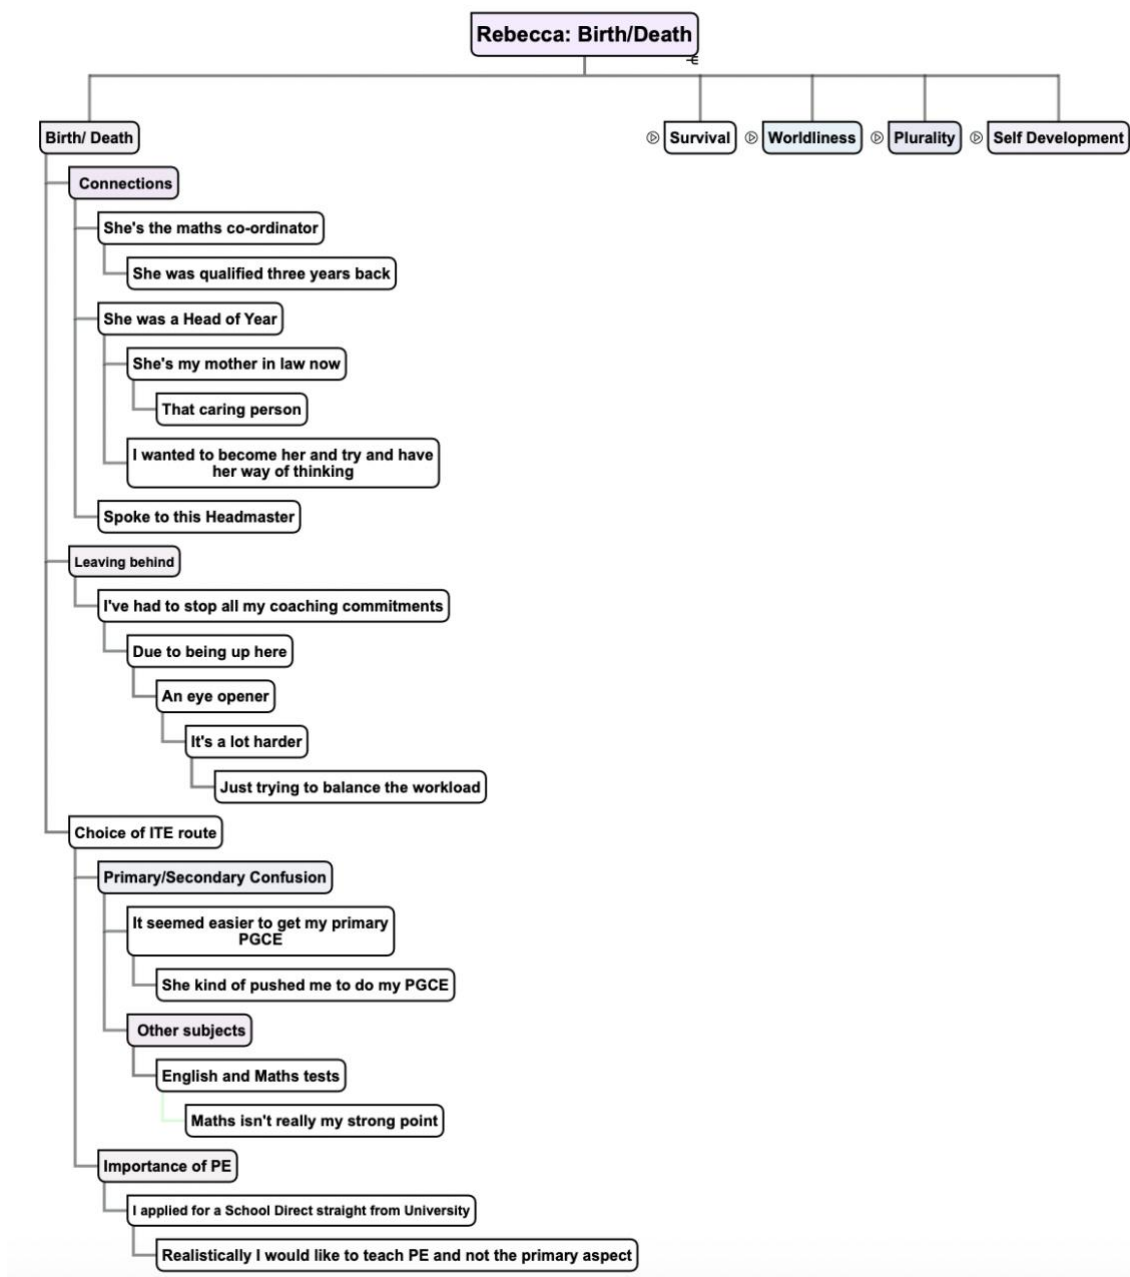 Rebecca: Birth/Death
Birth/ Death
Survival
Worldliness
Plurality
Self Development
Connections
She's the maths co-ordinator
She was qualified three years back
She was a Head of Year
She's my mother in law now
That caring person
I wanted to become her and try and have
her way of thinking
Spoke to this Headmaster
Leaving behind
I've had to stop all my coaching commitments
Due to being up here
An eye opener
It's a lot harder
Just trying to balance the workload
Choice of ITE route
Primary/Secondary Confusion
It seemed easier to get my primary
PGCE
She kind of pushed me to do my PGCE
Other subjects
English and Maths tests
Maths isn't really my strong point
Importance of PE
I applied for a School Direct straight from University
Realistically I would like to teach PE and not the primary aspect